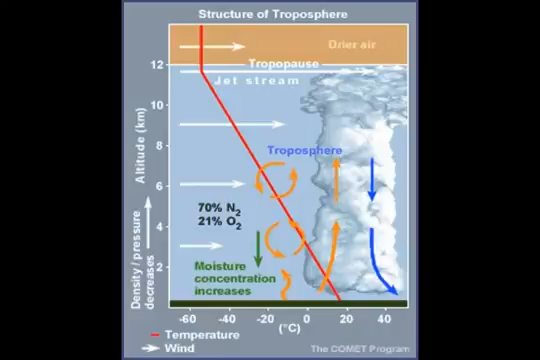 Structure of Troposphere
Drier air
Tropopause
Jet stream
Troposphere
70% N₂
21% O₂
Moisture
concentration
increases
Altitude (km)
Density / pressure
decreases
12
10
8
6
4
2
-60 -40 -20 0 20 40
(°C)
Temperature
Wind
The COMET Program